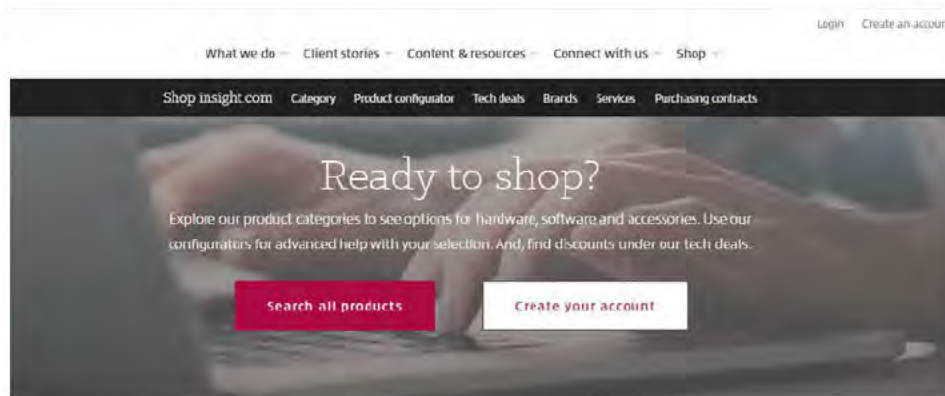 Login Create an accoun
What we do Client stories Content & resources Connect with us Shop
Shop insight.com Category Product configurator Tech deals Brands Services Purchasing contracts
Ready to shop?
Explore our product categories to see options for hardware, software and accessories. Use our
configurators for advanced help with your selection. And, find discounts under our tech deals.
Search all products Create your account